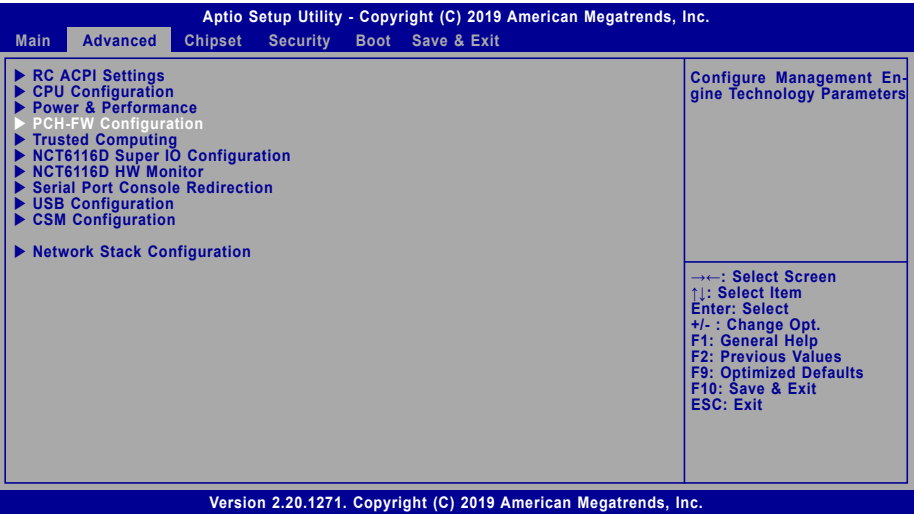 Aptio Setup Utility - Copyright (C) 2019 American Megatrends, Inc.
Main Advanced Chipset Security Boot Save & Exit
▶ RC ACPI Settings
▶ CPU Configuration
▶ Power & Performance
▶ PCH-FW Configuration
▶ Trusted Computing
▶ NCT6116D Super IO Configuration
▶ NCT6116D HW Monitor
▶ Serial Port Console Redirection
▶ USB Configuration
▶ CSM Configuration
▶ Network Stack Configuration
Configure Management En-
gine Technology Parameters
→←: Select Screen
↑↓: Select Item
Enter: Select
+/- : Change Opt.
F1: General Help
F2: Previous Values
F9: Optimized Defaults
F10: Save & Exit
ESC: Exit
Version 2.20.1271. Copyright (C) 2019 American Megatrends, Inc.